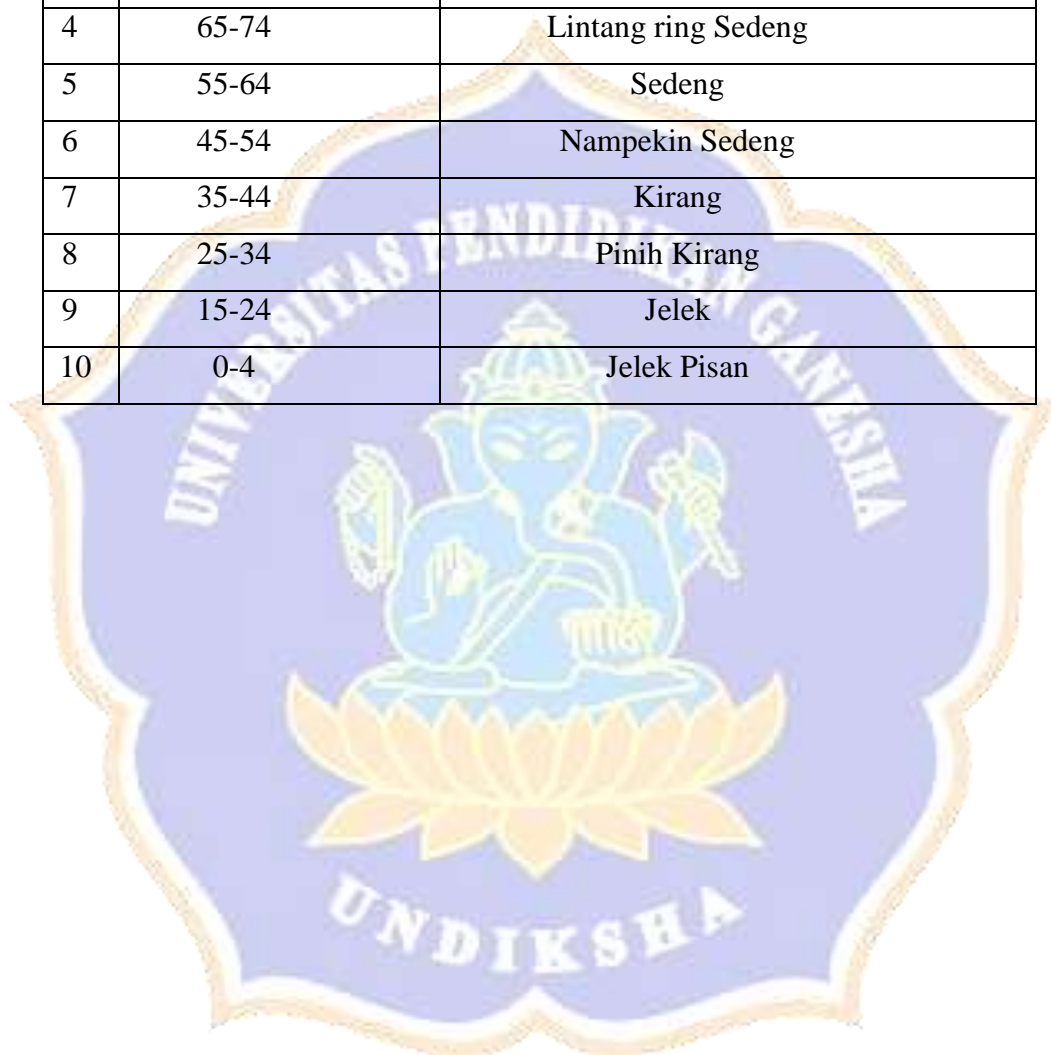 4 65-74 Lintang ring Sedeng
5 55-64 Sedeng
6 45-54 Nampekin Sedeng
7 35-44 Kirang
8 25-34 Pinih Kirang
9 15-24 Jelek
10 0-4 Jelek Pisan
UNIVERSITAS PENDIDIKAN GANESHA
UNDIKSHA